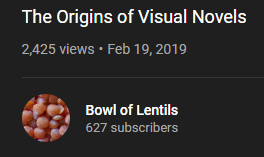 The Origins of Visual Novels
2,425 views • Feb 19, 2019
Bowl of Lentils
627 subscribers